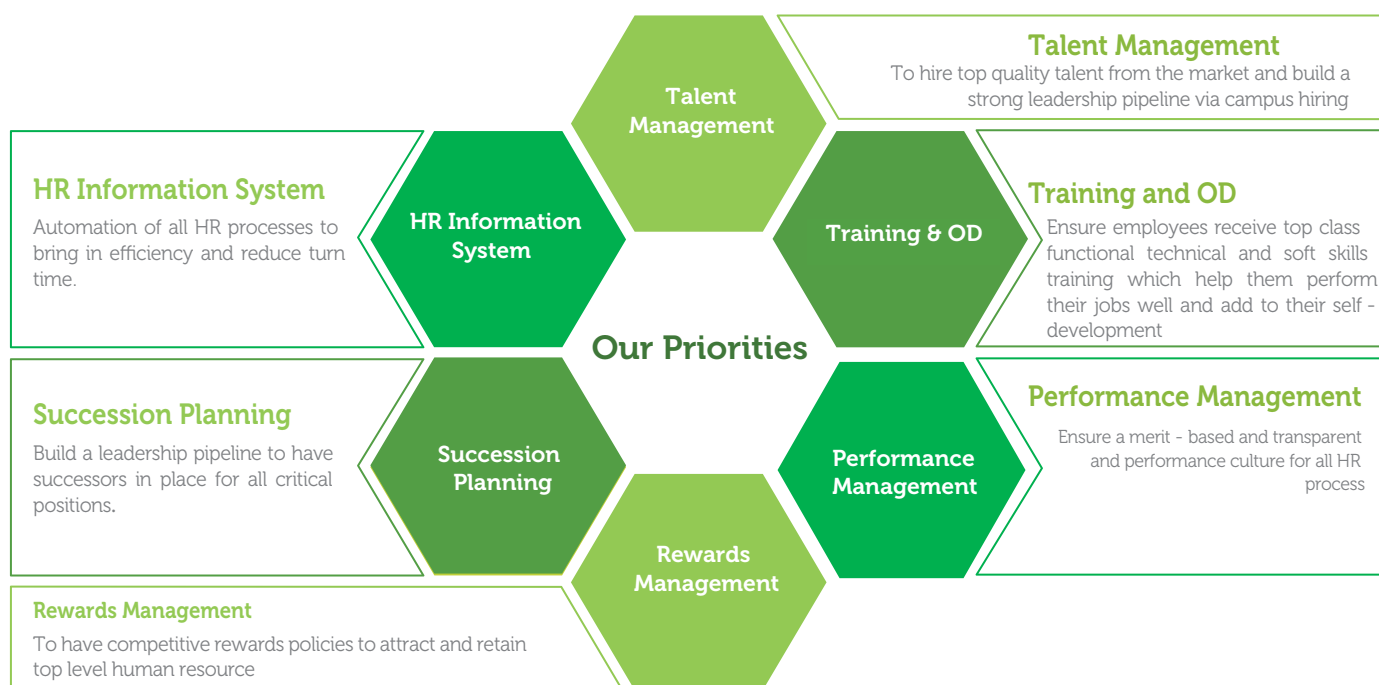 Talent Management
To hire top quality talent from the market and build a
strong leadership pipeline via campus hiring
Talent
Management
HR Information System
Automation of all HR processes to
bring in efficiency and reduce turn
time.
HR Information
System
Training & OD
Training and OD
Ensure employees receive top class
functional technical and soft skills
training which help them perform
their jobs well and add to their self -
development
Our Priorities
Succession Planning
Build a leadership pipeline to have
successors in place for all critical
positions.
Succession
Planning
Performance
Management
Performance Management
Ensure a merit - based and transparent
and performance culture for all HR
process
Rewards
Management
Rewards Management
To have competitive rewards policies to attract and retain
top level human resource